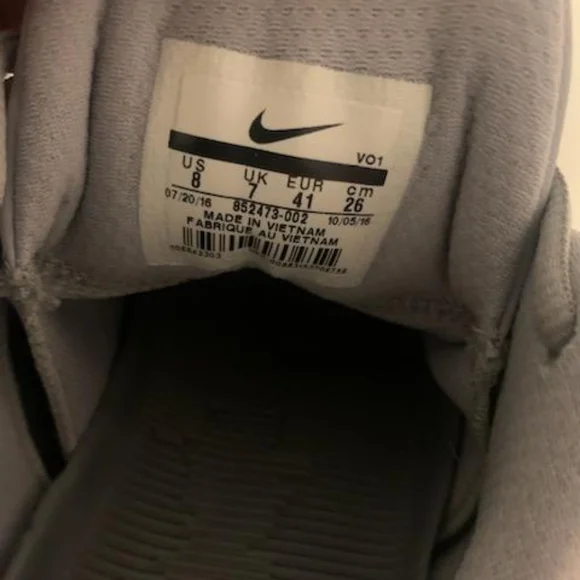 VO1
US UK EUR cm
8 7 41 26
07/20/16 852473-002 10/05/16
MADE IN VIETNAM
FABRIQUE AU VIETNAM